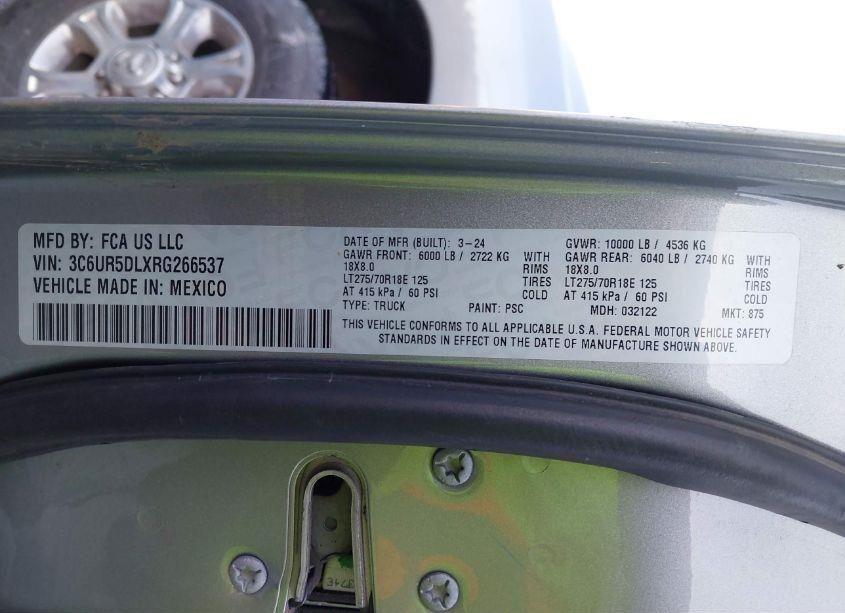 MFD BY: FCA US LLC
VIN: 3C6UR5DLXRG266537
VEHICLE MADE IN: MEXICO
DATE OF MFR (BUILT): 3-24 GVWR: 10000 LB / 4536 KG
GAWR FRONT: 6000 LB / 2722 KG WITH GAWR REAR: 6040 LB / 2740 KG WITH
18X8.0 RIMS 18X8.0 RIMS
LT275/70R18E 125 TIRES LT275/70R18E 125 TIRES
AT 415 kPa / 60 PSI COLD AT 415 kPa / 60 PSI COLD
TYPE: TRUCK PAINT: PSC MDH: 032122 MKT: 875
THIS VEHICLE CONFORMS TO ALL APPLICABLE U.S.A. FEDERAL MOTOR VEHICLE SAFETY
STANDARDS IN EFFECT ON THE DATE OF MANUFACTURE SHOWN ABOVE.